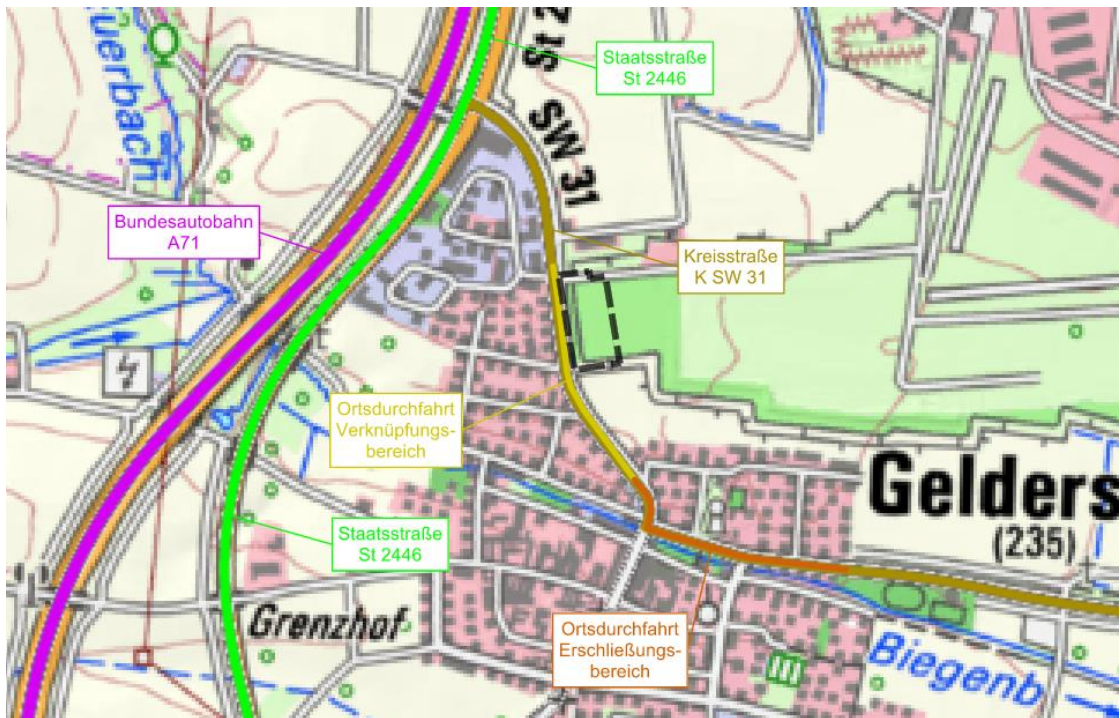 Euerbach
St 2
Staatsstraße
St 2446
SW 31
Bundesautobahn
A71
Kreisstraße
K SW 31
Ortsdurchfahrt
Verknüpfungs-
bereich
Gelders
(235)
Staatsstraße
St 2446
Grenzhof
Ortsdurchfahrt
Erschließungs-
bereich
Biegenb